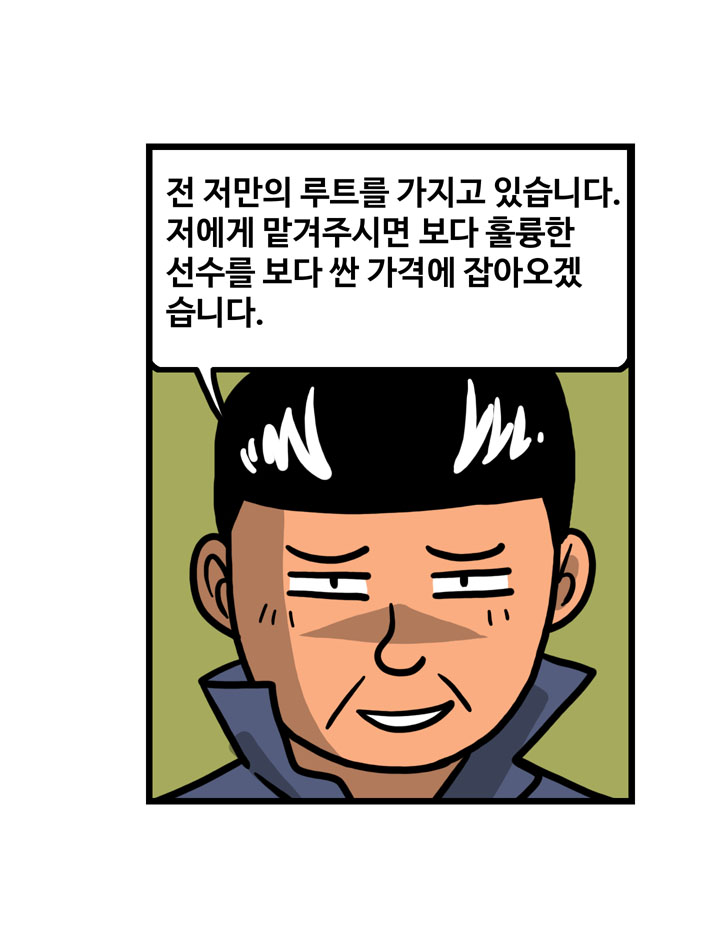 전 저만의 루트를 가지고 있습니다.
저에게 맡겨주시면 보다 훌륭한
선수를 보다 싼 가격에 잡아오겠
습니다.